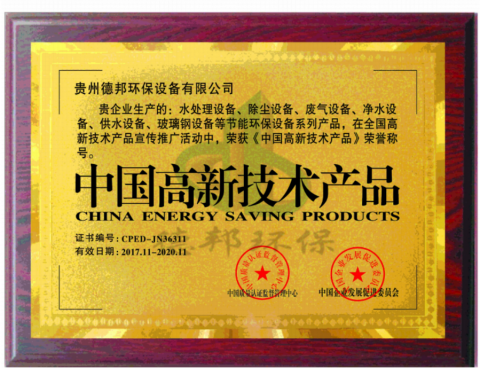 贵州德邦环保设备有限公司
贵企业生产的：水处理设备、除尘设备、废气设备、净水设
备、供水设备、玻璃钢设备等节能环保设备系列产品，在全国高
新技术产品宣传推广活动中，荣获《中国高新技术产品》荣誉称
号。
中国高新技术产品
CHINA ENERGY SAVING PRODUCTS
证书编号：CPED-JN36311
有效日期：2017.11-2020.11
德邦环保
中国质量认证监督管理中心
中国企业发展促进委员会